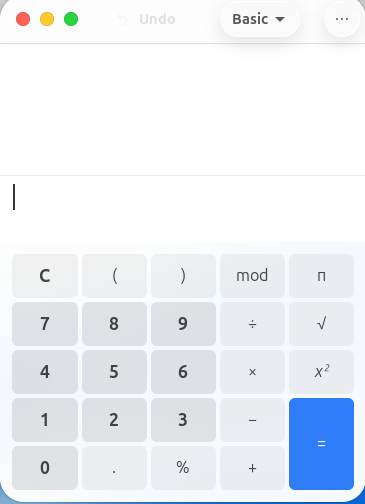 Undo Basic ...
C ( ) mod π
7 8 9 ÷ √
4 5 6 × x²
1 2 3 −
0 . % + =